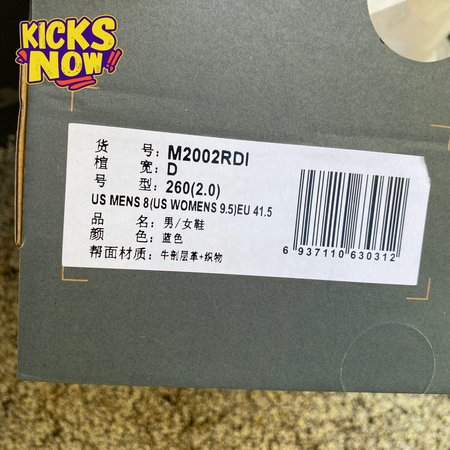 KICKS
NOW
货 号: M2002RDI
楦 宽: D
号 型: 260(2.0)
US MENS 8(US WOMENS 9.5)EU 41.5
品 名: 男/女鞋
颜 色: 蓝色
帮面材质: 牛剖层革+织物
6 937110 630312